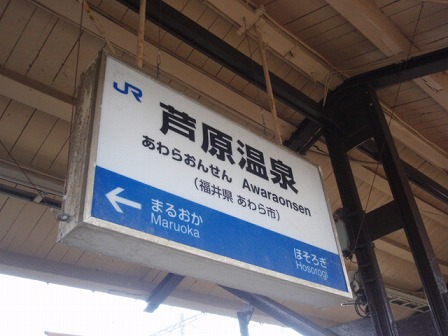 JR
芦原温泉
あわらおんせん Awaraonsen
(福井県 あわら市)
← まるおか
Maruoka
ほそろぎ
Hosorogi